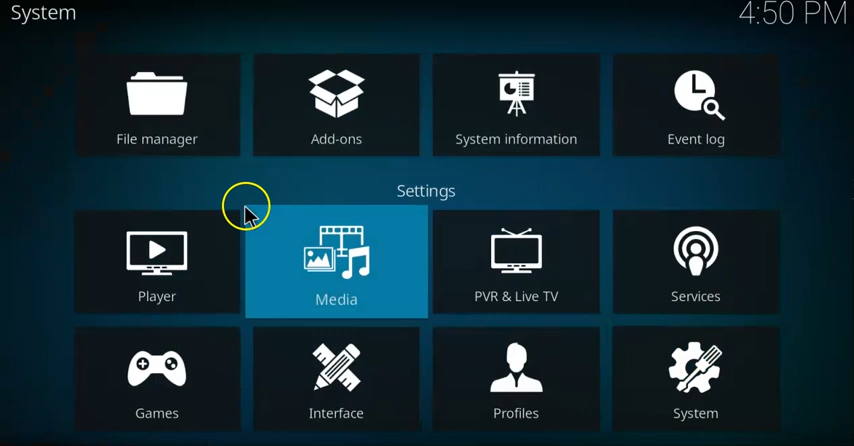 System
4:50 PM
File manager
Add-ons
System information
Event log
Settings
Player
Media
PVR & Live TV
Services
Games
Interface
Profiles
System